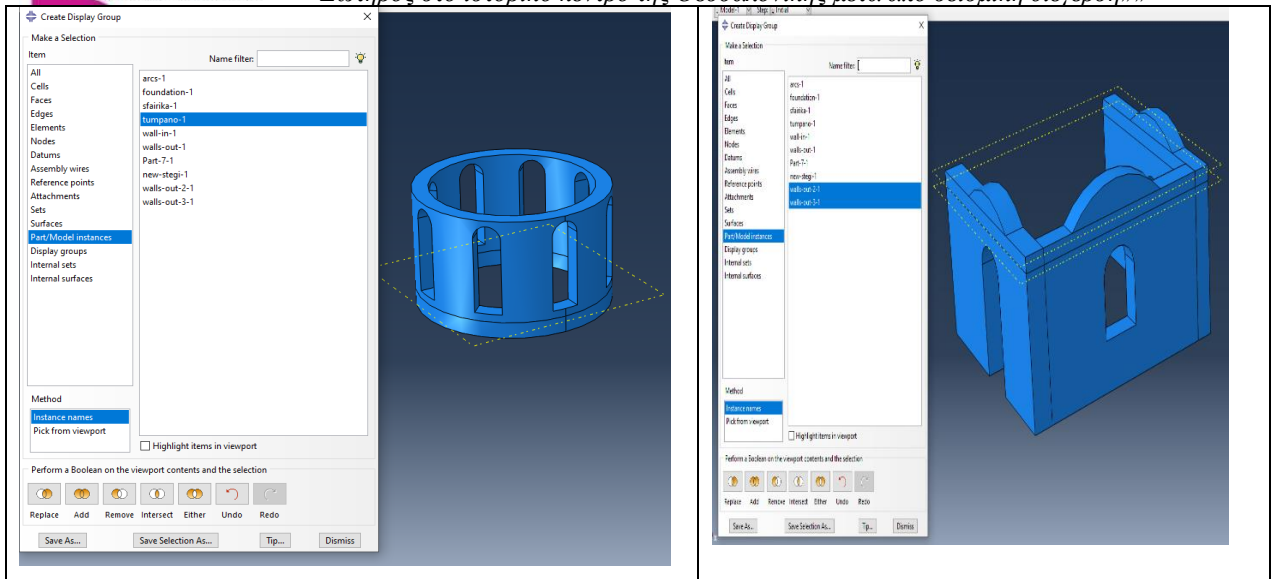 Create Display Group
Make a Selection
Item
Name filter:
All
Cells
Faces
Edges
Elements
Nodes
Datums
Assembly wires
Reference points
Attachments
Sets
Surfaces
Part/Model instances
Display groups
Internal sets
Internal surfaces
arcs-1
foundation-1
sfairika-1
tumpano-1
wall-in-1
walls-out-1
Part-7-1
new-stegi-1
walls-out-2-1
walls-out-3-1
Method
Instance names
Pick from viewport
Highlight items in viewport
Perform a Boolean on the viewport contents and the selection
Replace Add Remove Intersect Either Undo Redo
Save As... Save Selection As... Tip... Dismiss
Model-1 Step: Initial
Create Display Group
Make a Selection
Item
Name filter:
All
Cells
Faces
Edges
Elements
Nodes
Datums
Assembly wires
Reference points
Attachments
Sets
Surfaces
Part/Model instances
Display groups
Internal sets
Internal surfaces
arcs-1
foundation-1
sfairika-1
tumpano-1
wall-in-1
walls-out-1
Part-7-1
new-stegi-1
walls-out-2-1
walls-out-3-1
Method
Instance names
Pick from viewport
Highlight items in viewport
Perform a Boolean on the viewport contents and the selection
Replace Add Remove Intersect Either Undo Redo
Save As... Save Selection As... Tip... Dismiss